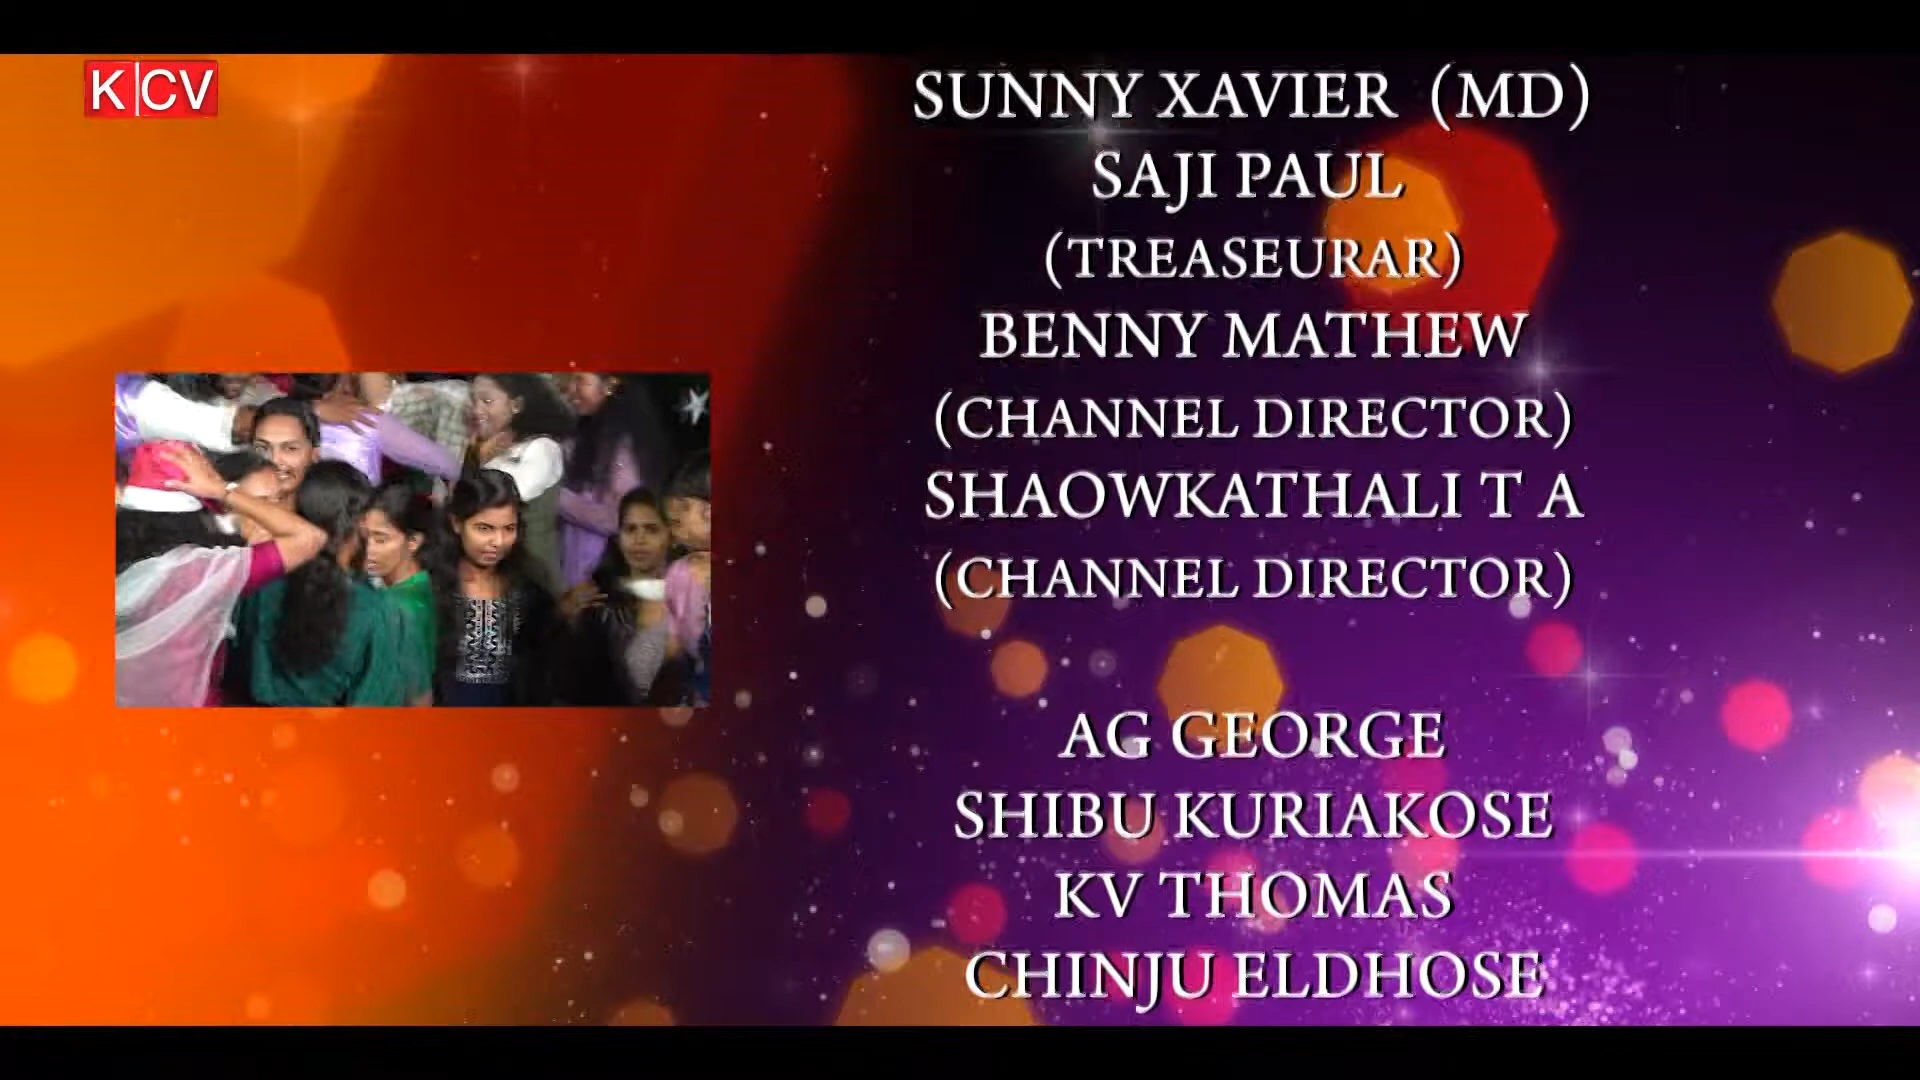 K|CV
SUNNY XAVIER (MD)
SAJI PAUL
(TREASEURAR)
BENNY MATHEW
(CHANNEL DIRECTOR)
SHAOWKATHALI T A
(CHANNEL DIRECTOR)
AG GEORGE
SHIBU KURIAKOSE
KV THOMAS
CHINJU ELDHOSE